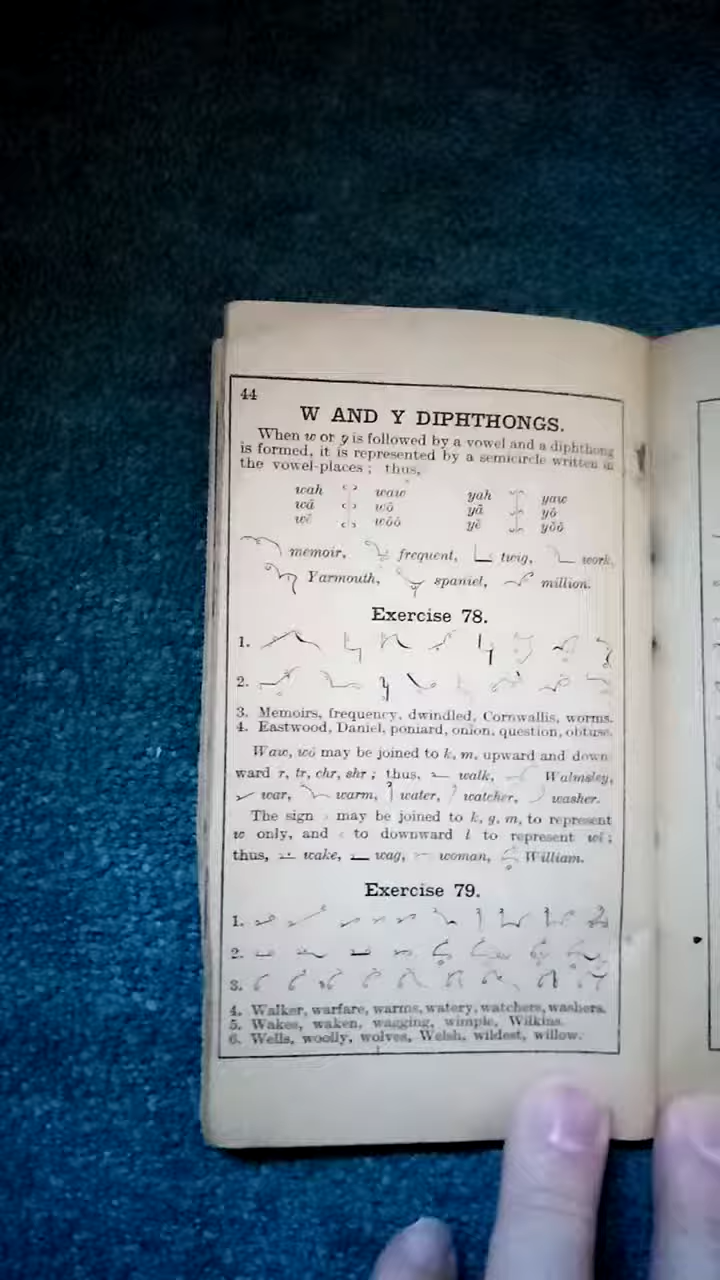 44
W AND Y DIPHTHONGS.
When w or y is followed by a vowel and a diphthong
is formed, it is represented by a semicircle written in
the vowel-places; thus,
wah waw yah yaw
wā wō yā yō
wē wōō yē yōō
memoir, frequent, twig, work,
Yarmouth, spaniel, million.
Exercise 78.
1.
2.
3. Memoirs, frequency, dwindled, Cornwallis, worms.
4. Eastwood, Daniel, poniard, onion, question, obtuse.
Waw, wŏ may be joined to k, m, upward and down
ward r, tr, chr, shr; thus, walk, Walmsley,
war, warm, water, watcher, washer.
The sign may be joined to k, g, m, to represent
w only, and to downward l to represent wĭ;
thus, wake, wag, woman, William.
Exercise 79.
1.
2.
3.
4. Walker, warfare, warms, watery, watchers, washers.
5. Wakes, waken, wagging, wimple, Wilkins.
6. Wells, woolly, wolves, Welsh, wildest, willow.